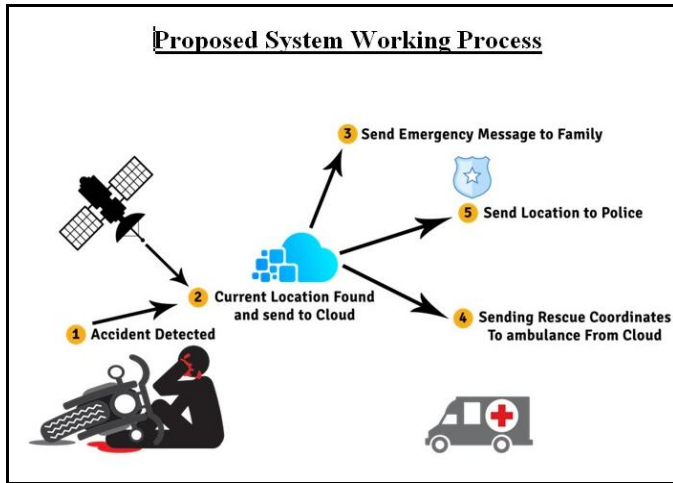 Proposed System Working Process
3 Send Emergency Message to Family
5 Send Location to Police
2 Current Location Found
and send to Cloud
4 Sending Rescue Coordinates
To ambulance From Cloud
1 Accident Detected